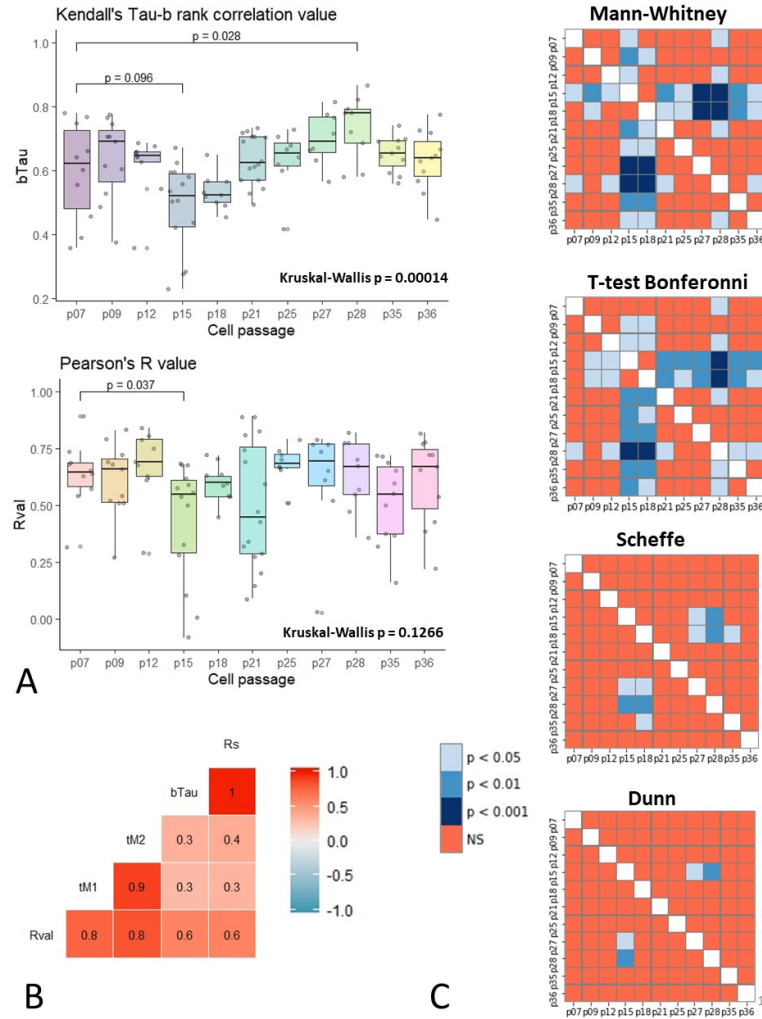 Kendall's Tau-b rank correlation value
p = 0.028
p = 0.096
1.0
0.8
0.6
0.4
0.2
bTau
Kruskal-Wallis p = 0.00014
p07 p09 p12 p15 p18 p21 p25 p27 p28 p35 p36
Cell passage
Pearson's R value
p = 0.037
1.00
0.75
0.50
0.25
0.00
Rval
Kruskal-Wallis p = 0.1266
p07 p09 p12 p15 p18 p21 p25 p27 p28 p35 p36
Cell passage
A
Rs
bTau 1
tM2 0.3 0.4
tM1 0.9 0.3 0.3
Rval 0.8 0.8 0.6 0.6
1.0
0.5
0.0
-0.5
-1.0
B
Mann-Whitney
p36 p35 p28 p27 p25 p21 p18 p15 p12 p09 p07
p07 p09 p12 p15 p18 p21 p25 p27 p28 p35 p36
T-test Bonferonni
p36 p35 p28 p27 p25 p21 p18 p15 p12 p09 p07
p07 p09 p12 p15 p18 p21 p25 p27 p28 p35 p36
Scheffe
p36 p35 p28 p27 p25 p21 p18 p15 p12 p09 p07
p07 p09 p12 p15 p18 p21 p25 p27 p28 p35 p36
p < 0.05
p < 0.01
p < 0.001
NS
Dunn
p36 p35 p28 p27 p25 p21 p18 p15 p12 p09 p07
p07 p09 p12 p15 p18 p21 p25 p27 p28 p35 p36
C
1